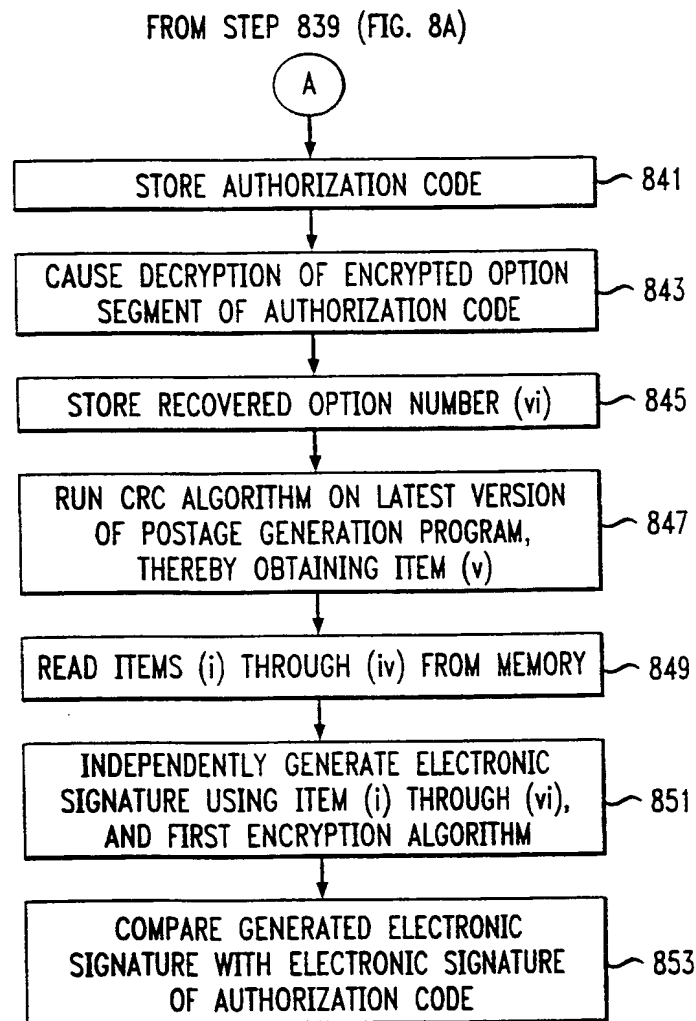 FROM STEP 839 (FIG. 8A)
A
STORE AUTHORIZATION CODE
841
CAUSE DECRYPTION OF ENCRYPTED OPTION
SEGMENT OF AUTHORIZATION CODE
843
STORE RECOVERED OPTION NUMBER (vi)
845
RUN CRC ALGORITHM ON LATEST VERSION
OF POSTAGE GENERATION PROGRAM,
THEREBY OBTAINING ITEM (v)
847
READ ITEMS (i) THROUGH (iv) FROM MEMORY
849
INDEPENDENTLY GENERATE ELECTRONIC
SIGNATURE USING ITEM (i) THROUGH (vi),
AND FIRST ENCRYPTION ALGORITHM
851
COMPARE GENERATED ELECTRONIC
SIGNATURE WITH ELECTRONIC SIGNATURE
OF AUTHORIZATION CODE
853